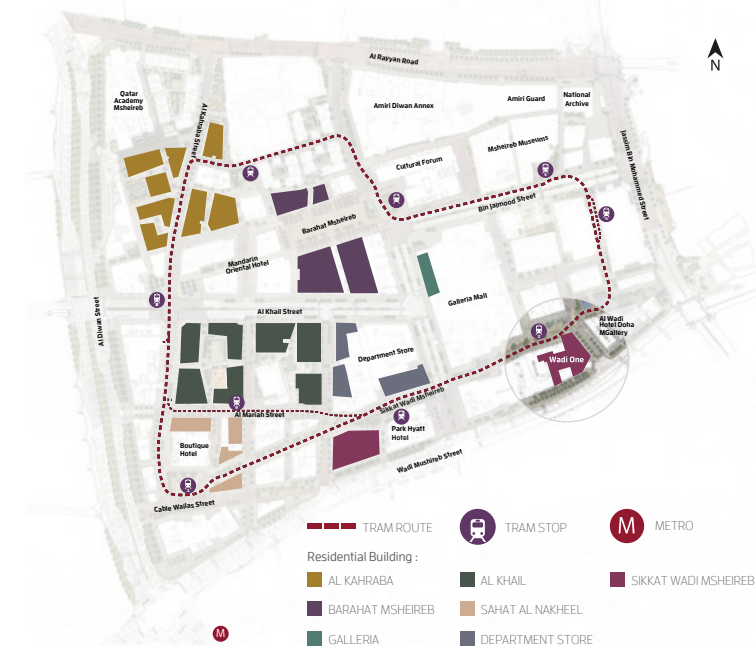 Al Rayyan Road
N
Qatar
Academy
Msheireb
Al Kahraba Street
Amiri Diwan Annex
Amiri Guard
National
Archive
Jassim Bin Mohammed Street
Msheireb Museums
Cultural Forum
Bin Jalmood Street
Barahat Msheireb
Mandarin
Oriental Hotel
Galleria Mall
Al Diwan Street
Al Khail Street
Al Wadi
Hotel Doha
MGallery
Department Store
Wadi One
Sikkat Wadi Msheireb
Al Mariah Street
Park Hyatt
Hotel
Boutique
Hotel
Wadi Mushireb Street
Cable Wallas Street
TRAM ROUTE
TRAM STOP
M
METRO
Residential Building :
AL KAHRABA
AL KHAIL
SIKKAT WADI MSHEIREB
BARAHAT MSHEIREB
SAHAT AL NAKHEEL
GALLERIA
DEPARTMENT STORE
M